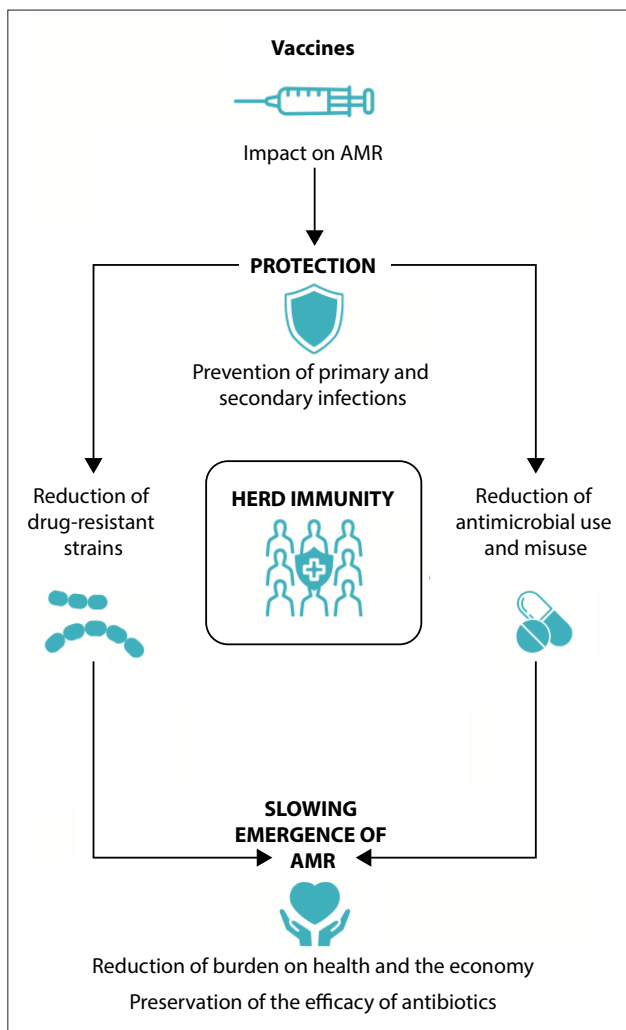 Vaccines
Impact on AMR
PROTECTION
Prevention of primary and
secondary infections
Reduction of
drug-resistant
strains
HERD IMMUNITY
Reduction of
antimicrobial use
and misuse
SLOWING
EMERGENCE OF
AMR
Reduction of burden on health and the economy
Preservation of the efficacy of antibiotics